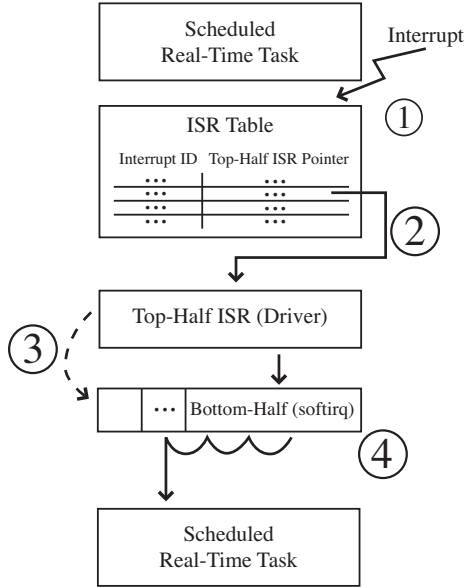 Scheduled
Real-Time Task
Interrupt
1
ISR Table
Interrupt ID Top-Half ISR Pointer
... ...
... ...
... ...
... ...
2
Top-Half ISR (Driver)
3
... Bottom-Half (softirq)
4
Scheduled
Real-Time Task